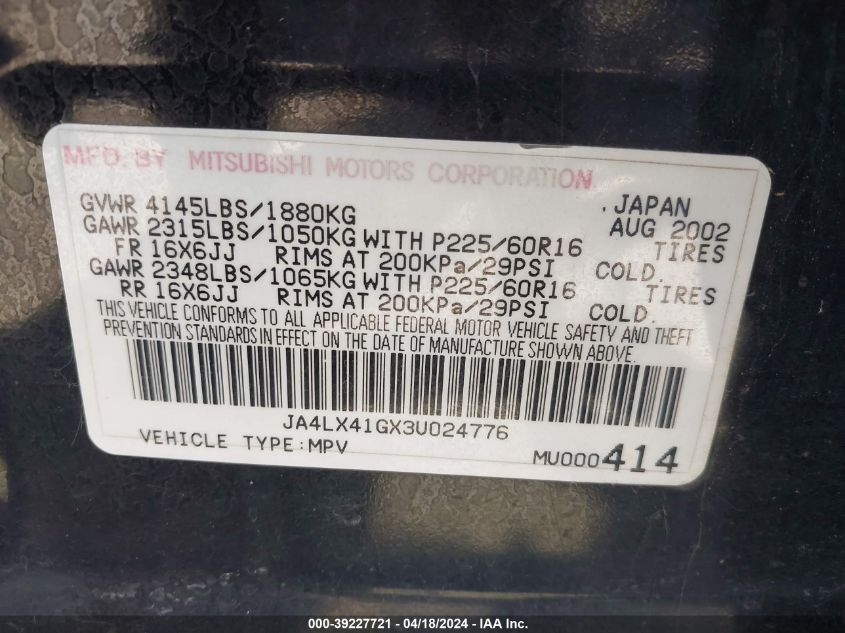 MFD. BY MITSUBISHI MOTORS CORPORATION
GVWR 4145LBS/1880KG . JAPAN
GAWR 2315LBS/1050KG WITH P225/60R16 AUG 2002
FR 16X6JJ RIMS AT 200KPa/29PSI COLD. TIRES
GAWR 2348LBS/1065KG WITH P225/60R16 TIRES
RR 16X6JJ RIMS AT 200KPa/29PSI COLD.
THIS VEHICLE CONFORMS TO ALL APPLICABLE FEDERAL MOTOR VEHICLE SAFETY AND THEFT
PREVENTION STANDARDS IN EFFECT ON THE DATE OF MANUFACTURE SHOWN ABOVE.
JA4LX41GX3U024776
VEHICLE TYPE:MPV MU000414
000-39227721 - 04/18/2024 - IAA Inc.